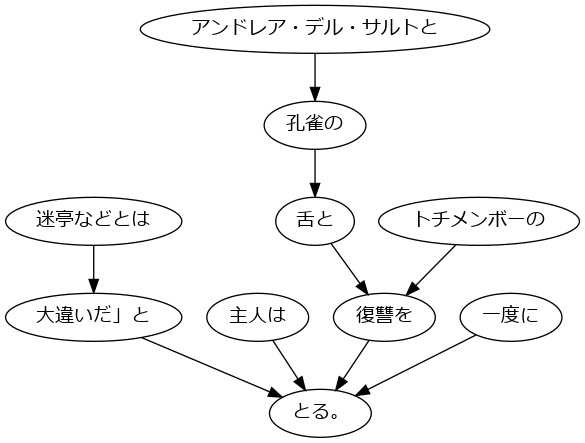 アンドレア・デル・サルトと
孔雀の
迷亭などとは
舌と
トチメンボーの
大違いだ」と
主人は
復讐を
一度に
とる。